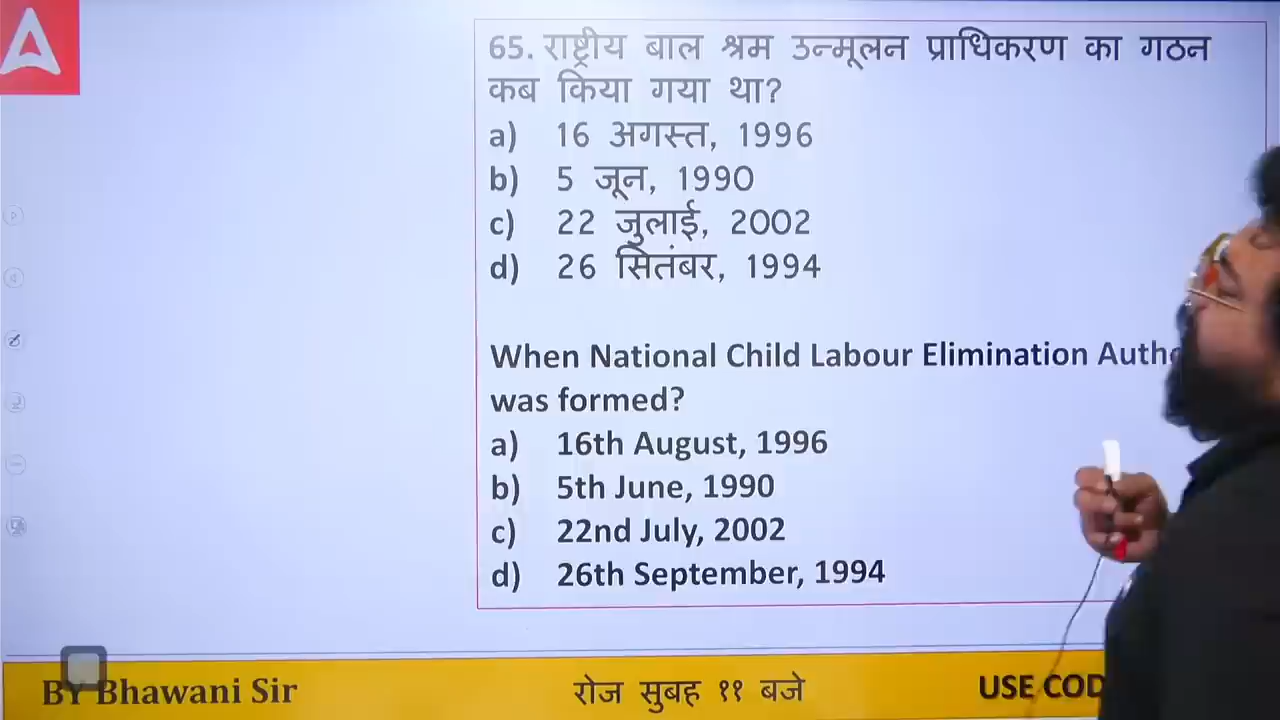 65. राष्ट्रीय बाल श्रम उन्मूलन प्राधिकरण का गठन
कब किया गया था?
a) 16 अगस्त, 1996
b) 5 जून, 1990
c) 22 जुलाई, 2002
d) 26 सितंबर, 1994
When National Child Labour Elimination
was formed?
a) 16th August, 1996
b) 5th June, 1990
c) 22nd July, 2002
d) 26th September, 1994
BY Bhawani Sir
रोज सुबह ११ बजे
USE